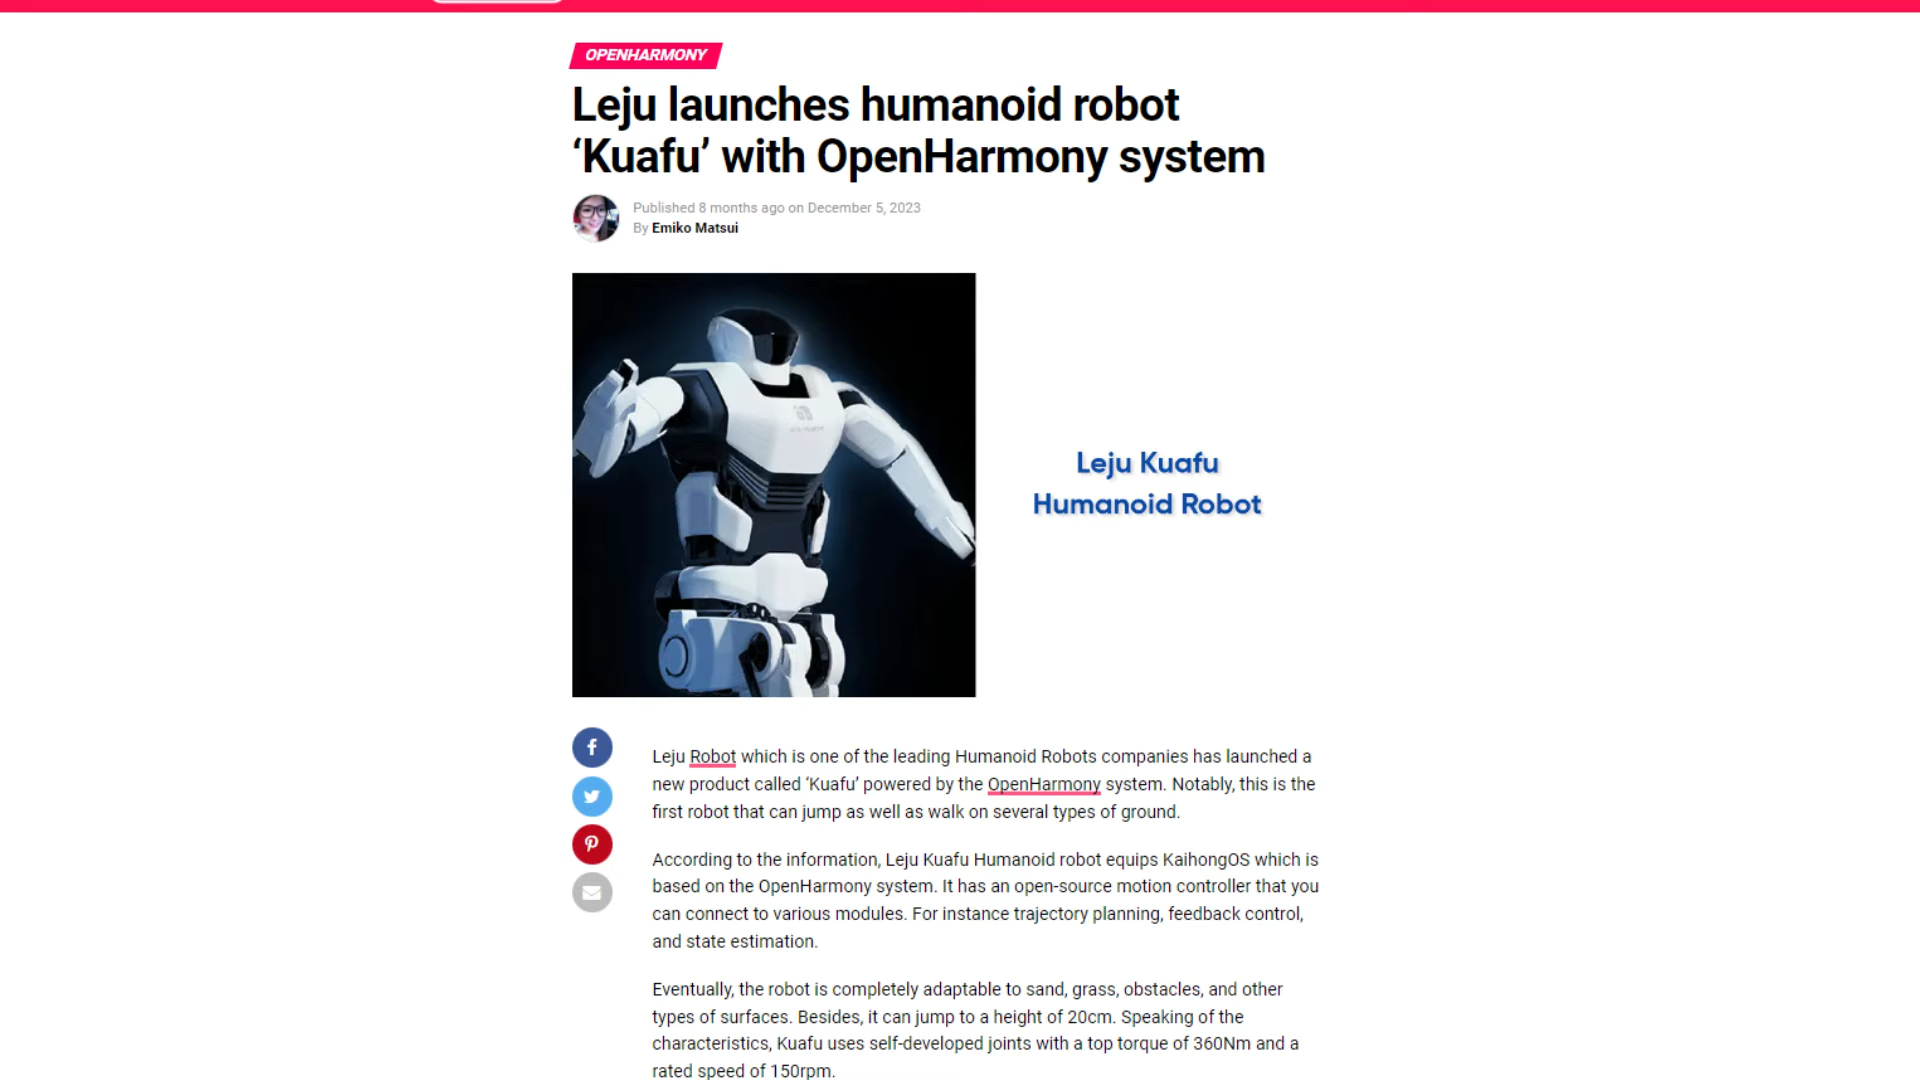 OPENHARMONY
Leju launches humanoid robot
‘Kuafu’ with OpenHarmony system
Published 8 months ago on December 5, 2023
By Emiko Matsui
Leju Kuafu
Humanoid Robot
Leju Robot which is one of the leading Humanoid Robots companies has launched a
new product called ‘Kuafu’ powered by the OpenHarmony system. Notably, this is the
first robot that can jump as well as walk on several types of ground.
According to the information, Leju Kuafu Humanoid robot equips KaihongOS which is
based on the OpenHarmony system. It has an open-source motion controller that you
can connect to various modules. For instance trajectory planning, feedback control,
and state estimation.
Eventually, the robot is completely adaptable to sand, grass, obstacles, and other
types of surfaces. Besides, it can jump to a height of 20cm. Speaking of the
characteristics, Kuafu uses self-developed joints with a top torque of 360Nm and a
rated speed of 150rpm.